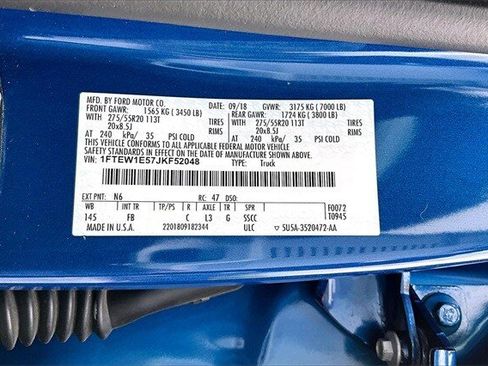 MFD. BY FORD MOTOR CO.
DATE: 09/18 GVWR: 3175 KG ( 7000 LB)
FRONT GAWR: 1565 KG ( 3450 LB) REAR GAWR: 1724 KG ( 3800 LB)
WITH 275/55R20 113T TIRES WITH 275/55R20 113T TIRES
20x8.5J RIMS 20x8.5J RIMS
AT 240 kPa/ 35 PSI COLD AT 240 kPa/ 35 PSI COLD
THIS VEHICLE CONFORMS TO ALL APPLICABLE FEDERAL MOTOR VEHICLE
SAFETY STANDARDS IN EFFECT ON THE DATE OF MANUFACTURE SHOWN ABOVE.
VIN: 1FTEW1E57JKF52048
TYPE: Truck
EXT PNT: N6 RC: 47 DSO:
WB INT TR TP/PS R AXLE TR SPR F0072
145 FB C L3 G SSCC T0945
MADE IN U.S.A. 2201809182344 ULC 5U5A-3520472-AA